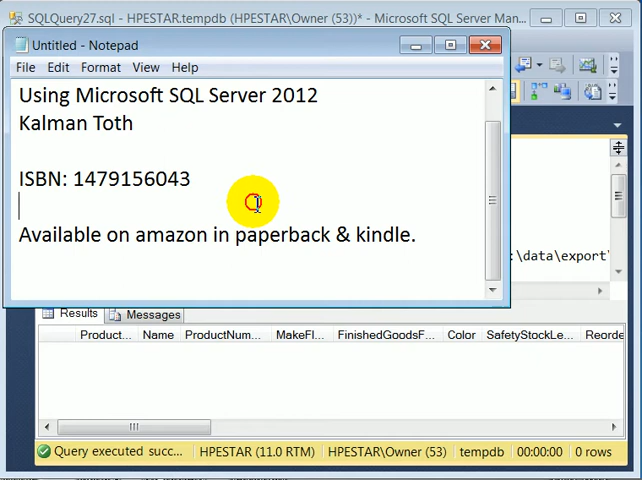 SQLQuery27.sql - HPESTAR.tempdb (HPESTAR\Owner (53))* - Microsoft SQL Server Man...
Untitled - Notepad
File Edit Format View Help
Using Microsoft SQL Server 2012
Kalman Toth
ISBN: 1479156043
Available on amazon in paperback & kindle.
:\data\export\
Results Messages
Product... Name ProductNum... MakeFl... FinishedGoodsF... Color SafetyStockLe... Reorde
Query executed succ... HPESTAR (11.0 RTM) HPESTAR\Owner (53) tempdb 00:00:00 0 rows